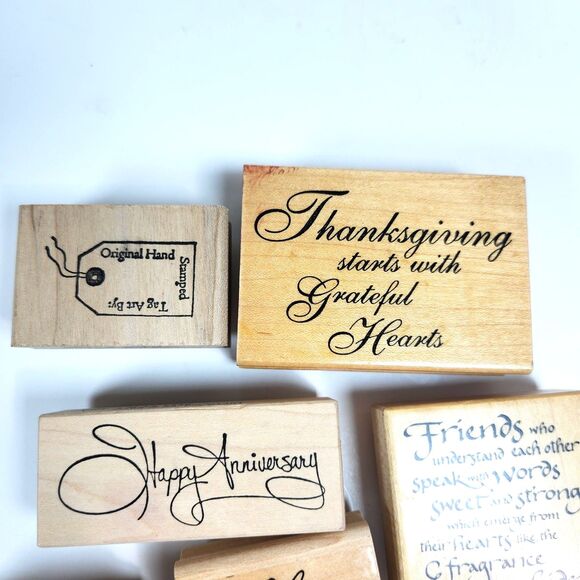 Original Hand
Stamped
Tag Art By:
Thanksgiving
starts with
Grateful
Hearts
Happy Anniversary
Friends who
understand each other
speak with words
sweet and strong
which emerge from
their hearts like the
fragrance